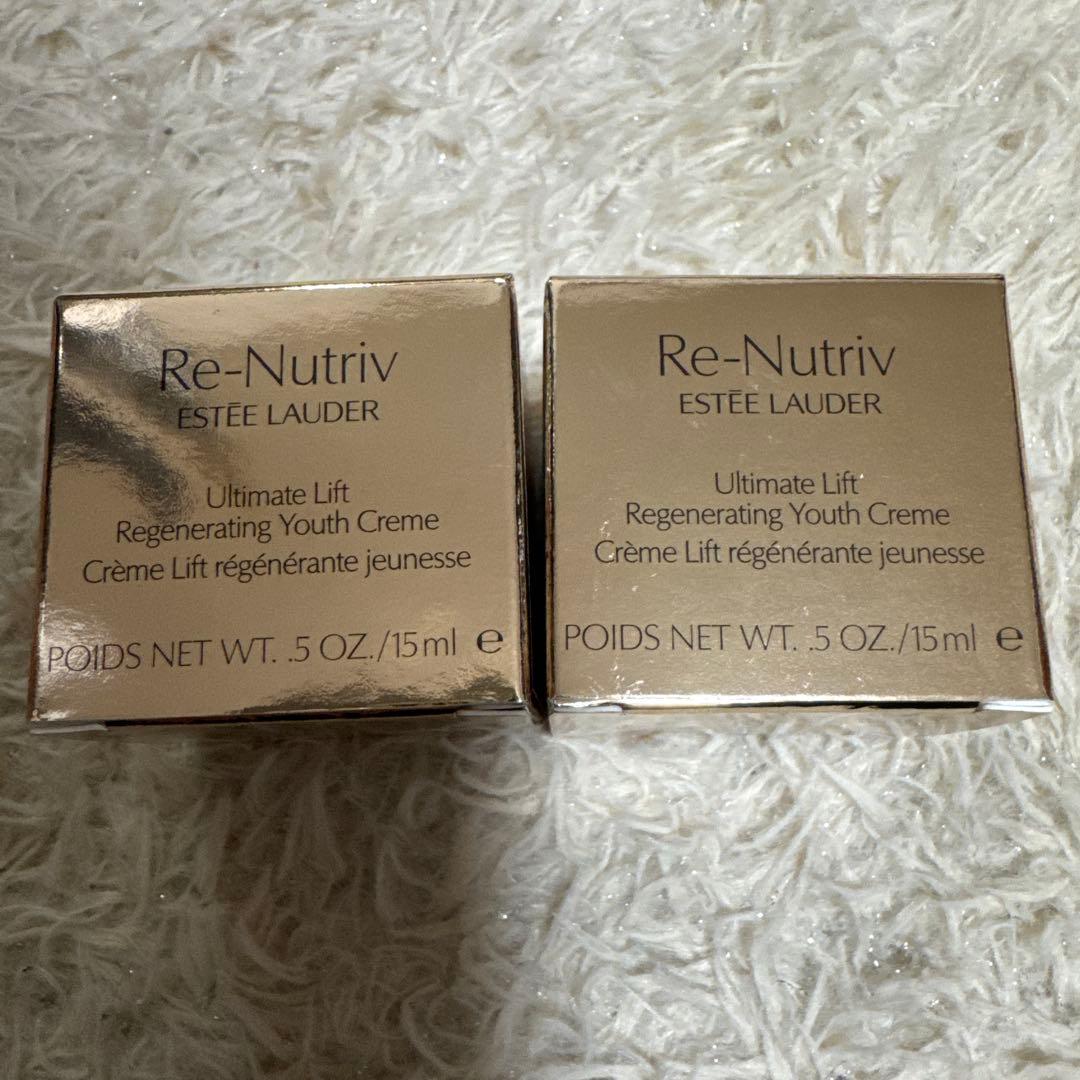 Re-Nutriv
ESTĒE LAUDER
Ultimate Lift
Regenerating Youth Creme
Crème Lift régénérante jeunesse
POIDS NET WT. .5 OZ./15ml ℮
Re-Nutriv
ESTĒE LAUDER
Ultimate Lift
Regenerating Youth Creme
Crème Lift régénérante jeunesse
POIDS NET WT. .5 OZ./15ml ℮